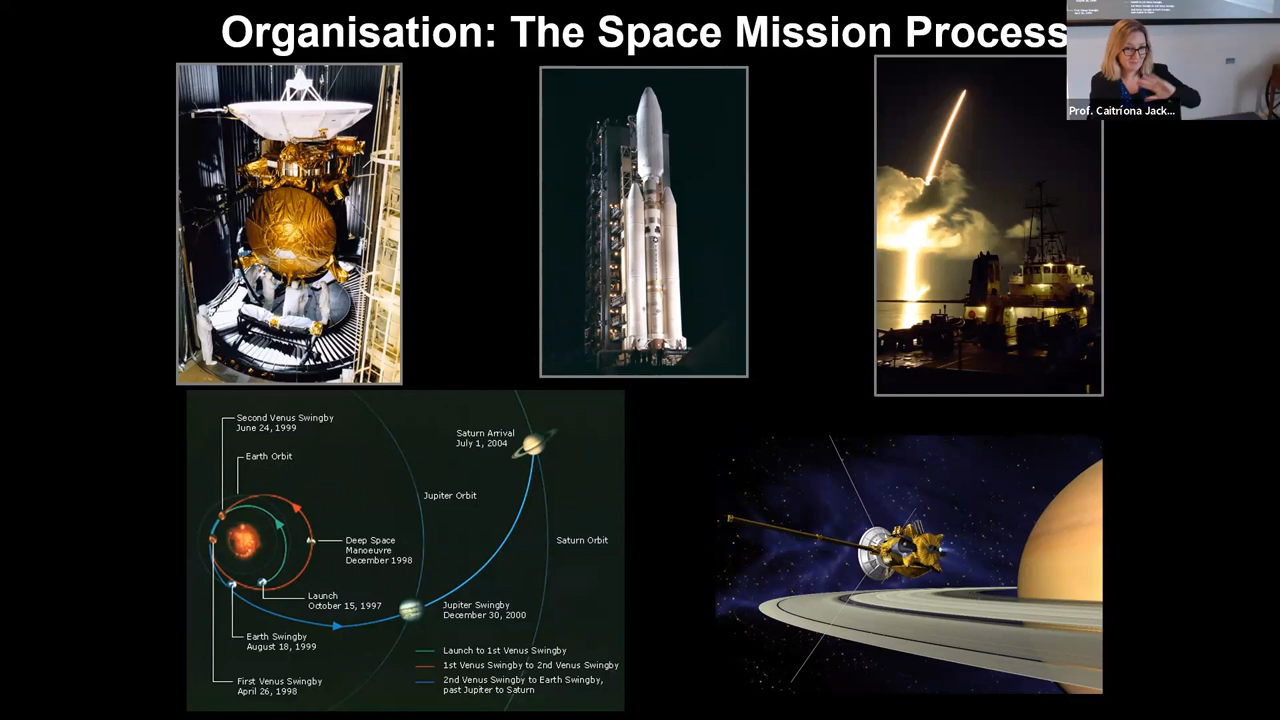 Organisation: The Space Mission Process
Prof. Caitríona Jack...
Second Venus Swingby
June 24, 1999
Earth Orbit
Saturn Arrival
July 1, 2004
Jupiter Orbit
Deep Space
Manoeuvre
December 1998
Saturn Orbit
Launch
October 15, 1997
Jupiter Swingby
December 30, 2000
Earth Swingby
August 18, 1999
First Venus Swingby
April 26, 1998
Launch to 1st Venus Swingby
1st Venus Swingby to 2nd Venus Swingby
2nd Venus Swingby to Earth Swingby,
past Jupiter to Saturn